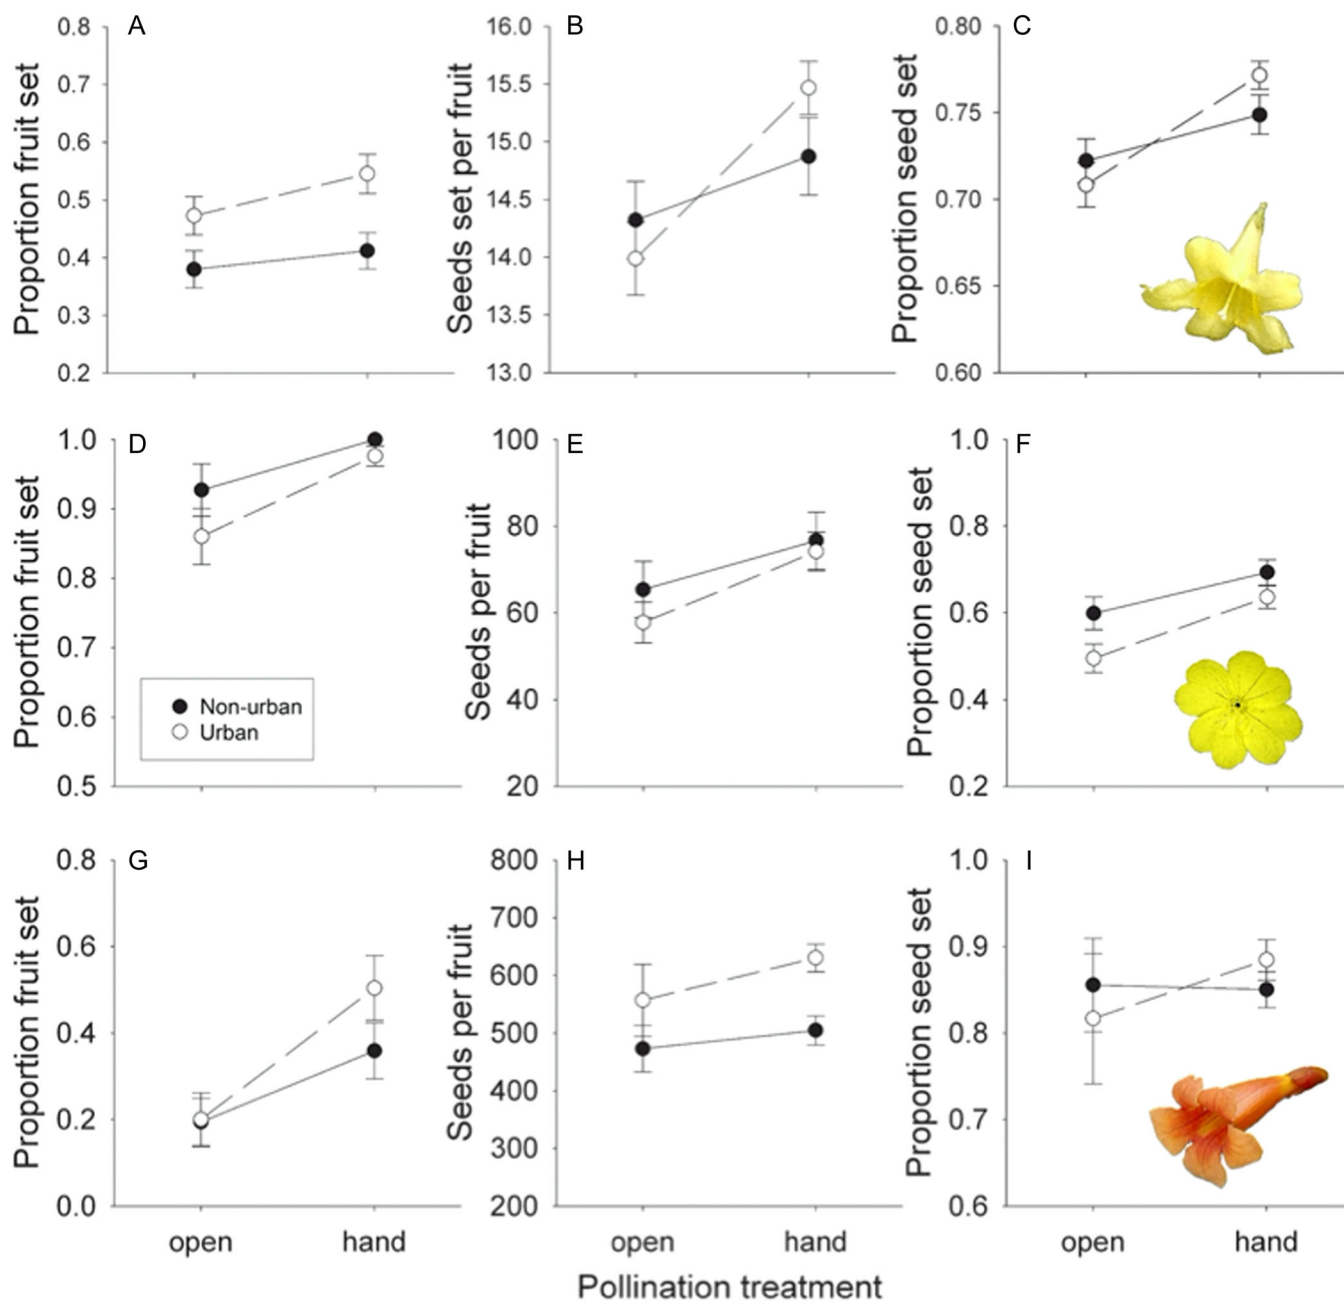 A
Proportion fruit set
0.8
0.7
0.6
0.5
0.4
0.3
0.2
B
Seeds set per fruit
16.0
15.5
15.0
14.5
14.0
13.5
13.0
C
Proportion seed set
0.80
0.75
0.70
0.65
0.60
D
Proportion fruit set
1.0
0.9
0.8
0.7
0.6
0.5
Non-urban
Urban
E
Seeds per fruit
100
80
60
40
20
F
Proportion seed set
1.0
0.8
0.6
0.4
0.2
G
Proportion fruit set
0.8
0.6
0.4
0.2
0.0
open
hand
H
Seeds per fruit
800
700
600
500
400
300
200
open
hand
I
Proportion seed set
1.0
0.9
0.8
0.7
0.6
open
hand
Pollination treatment